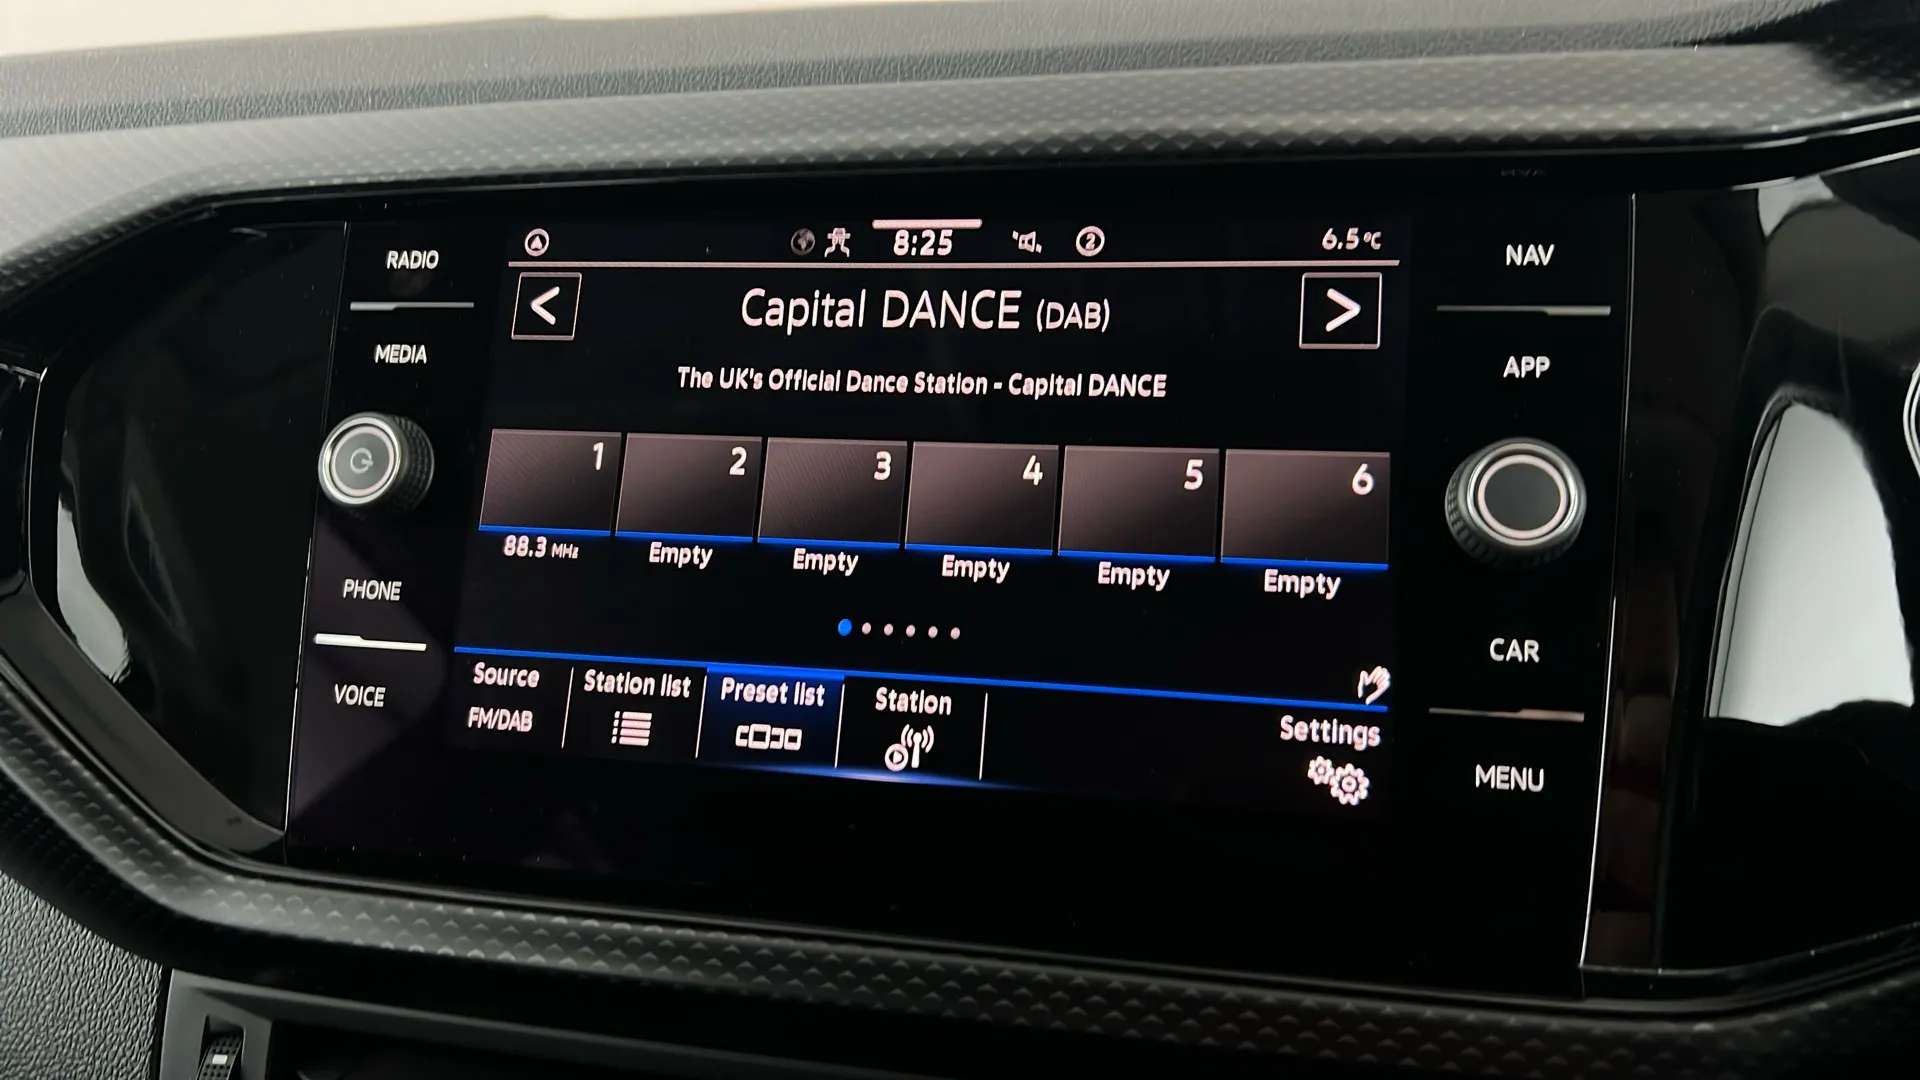 RADIO
MEDIA
PHONE
VOICE
8:25
2
6.5°C
< Capital DANCE (DAB) >
The UK's Official Dance Station - Capital DANCE
1 2 3 4 5 6
88.3 MHz Empty Empty Empty Empty Empty
Source Station list Preset list Station Settings
FM/DAB
NAV
APP
CAR
MENU